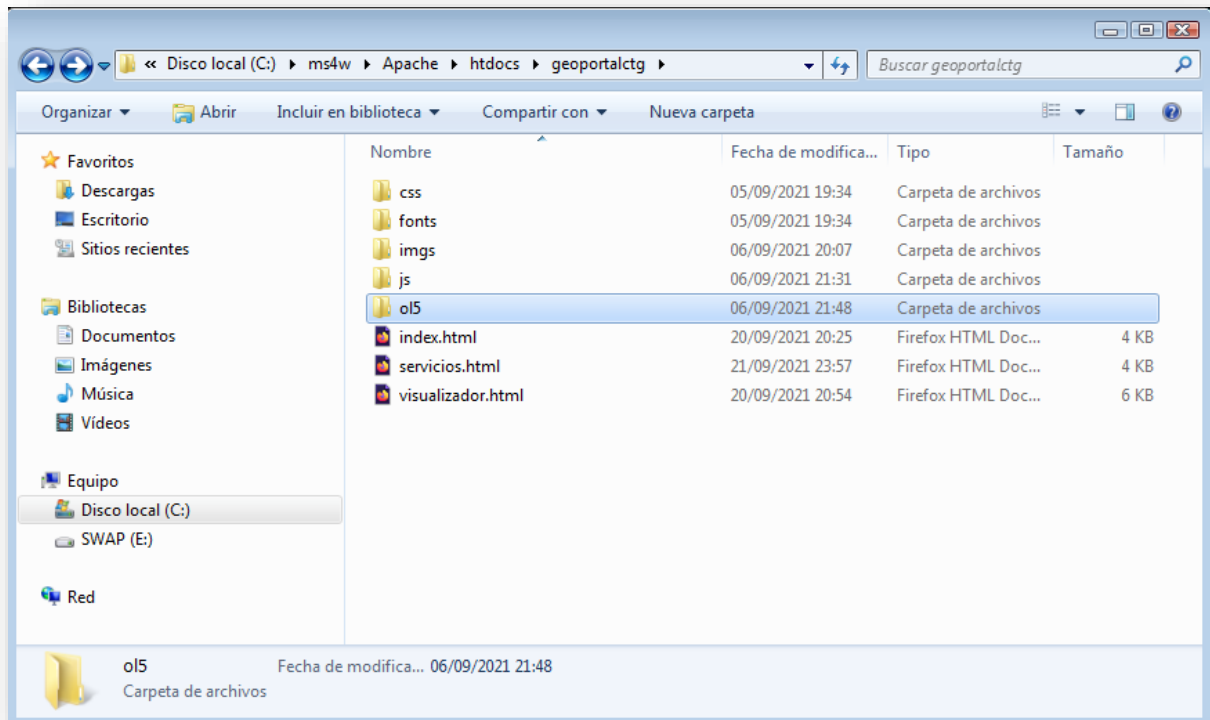 « Disco local (C:) ▸ ms4w ▸ Apache ▸ htdocs ▸ geoportalctg ▸ Buscar geoportalctg
Organizar Abrir Incluir en biblioteca Compartir con Nueva carpeta
Favoritos
Descargas
Escritorio
Sitios recientes
Bibliotecas
Documentos
Imágenes
Música
Vídeos
Equipo
Disco local (C:)
SWAP (E:)
Red
Nombre Fecha de modifica... Tipo Tamaño
css 05/09/2021 19:34 Carpeta de archivos
fonts 05/09/2021 19:34 Carpeta de archivos
imgs 06/09/2021 20:07 Carpeta de archivos
js 06/09/2021 21:31 Carpeta de archivos
ol5 06/09/2021 21:48 Carpeta de archivos
index.html 20/09/2021 20:25 Firefox HTML Doc... 4 KB
servicios.html 21/09/2021 23:57 Firefox HTML Doc... 4 KB
visualizador.html 20/09/2021 20:54 Firefox HTML Doc... 6 KB
ol5 Fecha de modifica... 06/09/2021 21:48
Carpeta de archivos